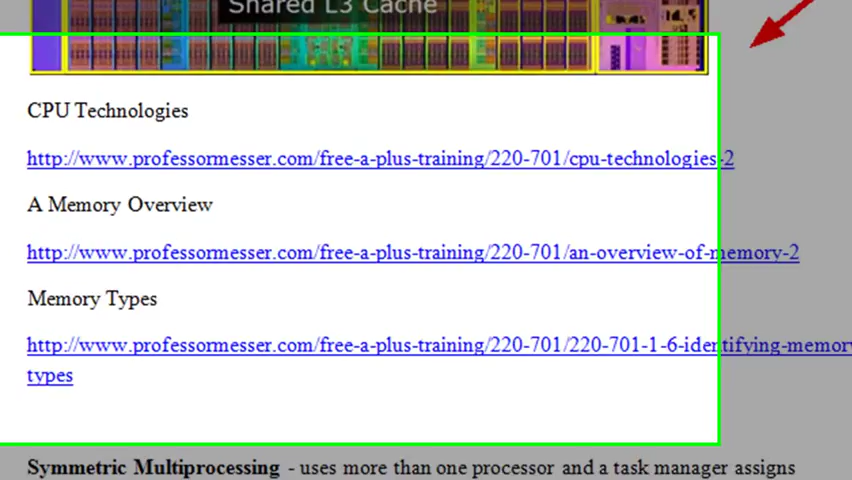 Shared L3 Cache
CPU Technologies
http://www.professormesser.com/free-a-plus-training/220-701/cpu-technologies-2
A Memory Overview
http://www.professormesser.com/free-a-plus-training/220-701/an-overview-of-memory-2
Memory Types
http://www.professormesser.com/free-a-plus-training/220-701/220-701-1-6-identifying-memory
types
Symmetric Multiprocessing - uses more than one processor and a task manager assigns